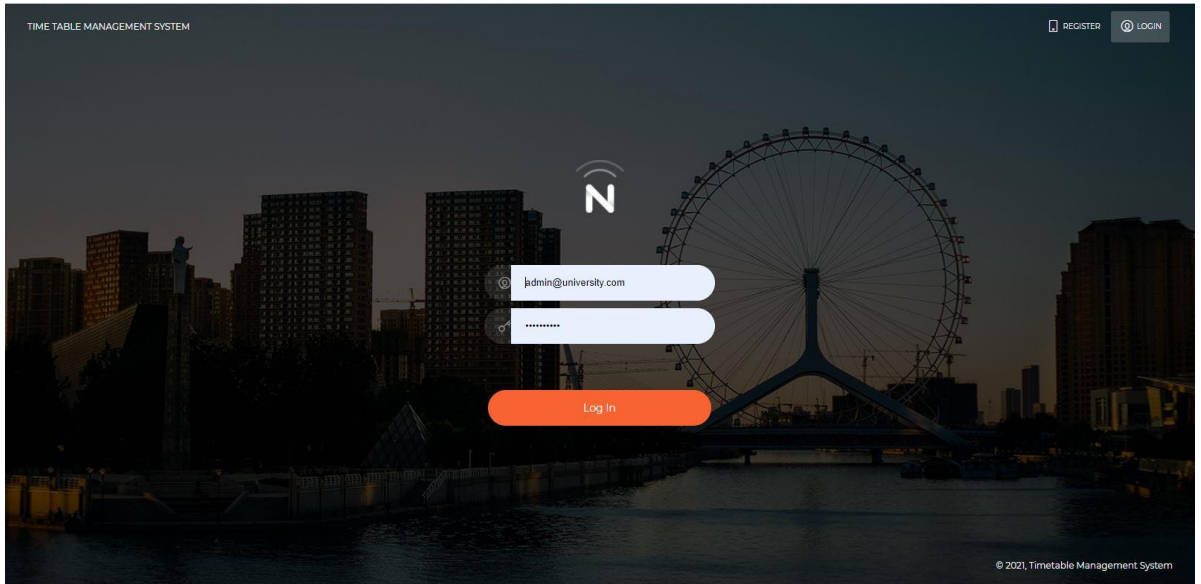 TIME TABLE MANAGEMENT SYSTEM
REGISTER
LOGIN
N
admin@university.com
••••••••••
Log In
© 2021, Timetable Management System